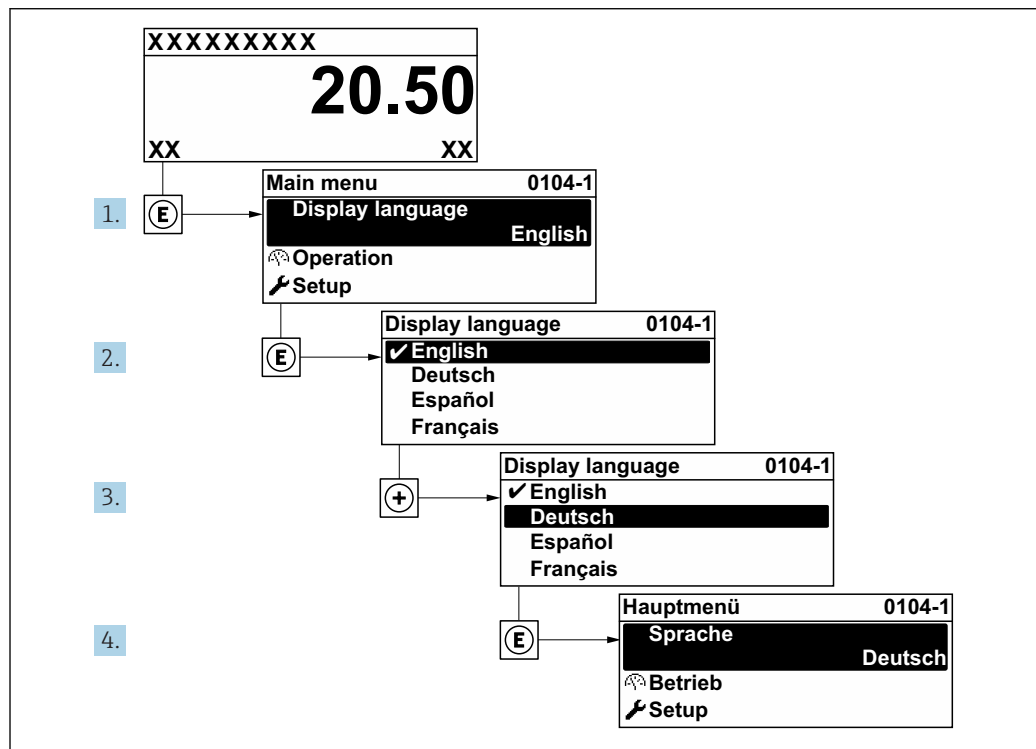 XXXXXXXXX
20.50
XX XX
1. E
Main menu 0104-1
Display language
English
Operation
Setup
2. E
Display language 0104-1
✔English
Deutsch
Español
Français
3. +
Display language 0104-1
✔English
Deutsch
Español
Français
4. E
Hauptmenü 0104-1
Sprache
Deutsch
Betrieb
Setup